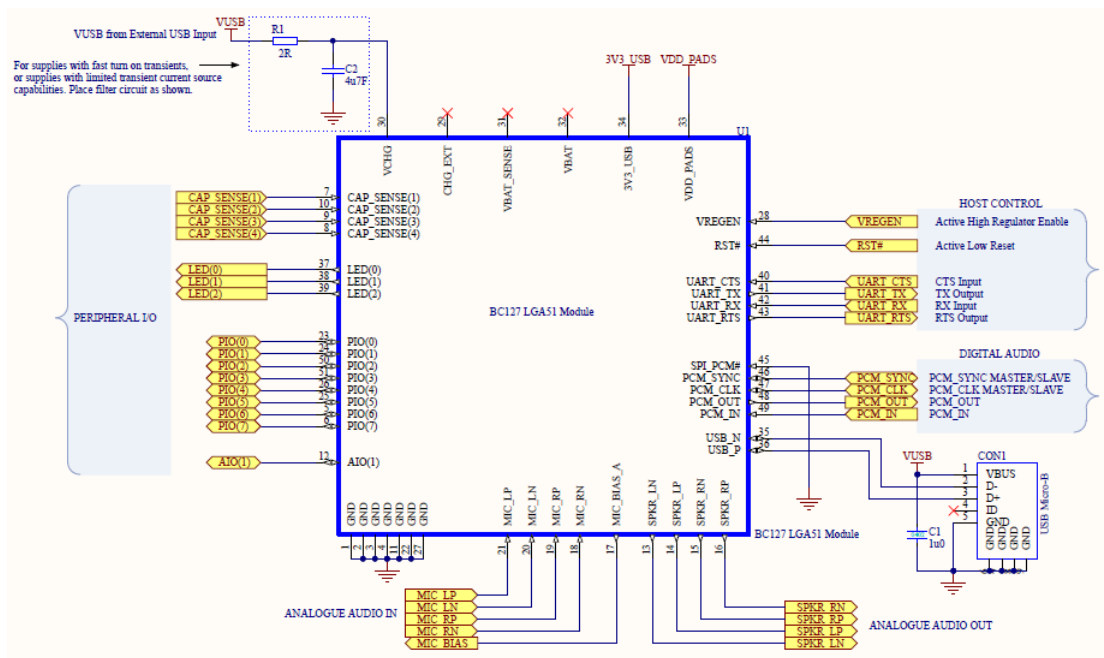 VUSB
VUSB from External USB Input
R1
2R
For supplies with fast turn on transients,
or supplies with limited transient current source
capabilities. Place filter circuit as shown.
C2
4u7F
3V3_USB
VDD_PADS
30
29
31
32
34
33
U1
VCHG
CHG_EXT
VBAT_SENSE
VBAT
3V3_USB
VDD_PADS
CAP_SENSE(1)
7
CAP_SENSE(1)
CAP_SENSE(2)
10
CAP_SENSE(2)
CAP_SENSE(3)
9
CAP_SENSE(3)
CAP_SENSE(4)
8
CAP_SENSE(4)
LED(0)
37
LED(0)
LED(1)
38
LED(1)
LED(2)
39
LED(2)
PERIPHERAL I/O
BC127 LGA51 Module
PIO(0)
23
PIO(0)
PIO(1)
24
PIO(1)
PIO(2)
50
PIO(2)
PIO(3)
51
PIO(3)
PIO(4)
26
PIO(4)
PIO(5)
25
PIO(5)
PIO(6)
PIO(6)
PIO(7)
PIO(7)
AIO(1)
12
AIO(1)
HOST CONTROL
VREGEN
28
VREGEN
Active High Regulator Enable
RST#
44
RST#
Active Low Reset
UART_CTS
40
UART_CTS
CTS Input
UART_TX
41
UART_TX
TX Output
UART_RX
42
UART_RX
RX Input
UART_RTS
43
UART_RTS
RTS Output
DIGITAL AUDIO
SPI_PCM#
45
PCM_SYNC
46
PCM_SYNC
PCM_SYNC MASTER/SLAVE
PCM_CLK
47
PCM_CLK
PCM_CLK MASTER/SLAVE
PCM_OUT
48
PCM_OUT
PCM_OUT
PCM_IN
49
PCM_IN
PCM_IN
USB_N
35
USB_P
36
VUSB
CON1
1
VBUS
2
D-
3
D+
4
ID
5
GND
GND
GND
GND
GND
USB Micro-B
C1
1u0
GND
GND
GND
GND
GND
GND
GND
1
2
3
4
11
22
27
MIC_LP
MIC_LN
MIC_RP
MIC_RN
MIC_BIAS_A
SPKR_LN
SPKR_LP
SPKR_RN
SPKR_RP
21
20
19
18
17
13
14
15
16
BC127 LGA51 Module
ANALOGUE AUDIO IN
MIC_LP
MIC_LN
MIC_RP
MIC_RN
MIC_BIAS
SPKR_RN
SPKR_RP
SPKR_LP
SPKR_LN
ANALOGUE AUDIO OUT